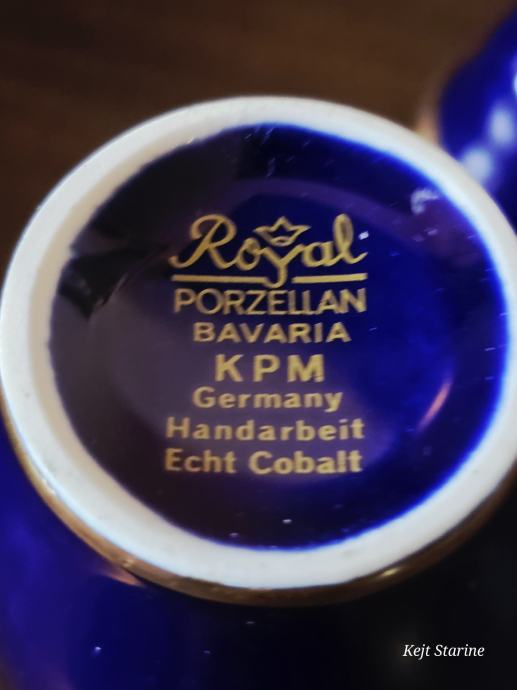 Royal
PORZELLAN
BAVARIA
KPM
Germany
Handarbeit
Echt Cobalt
Kejt Starine